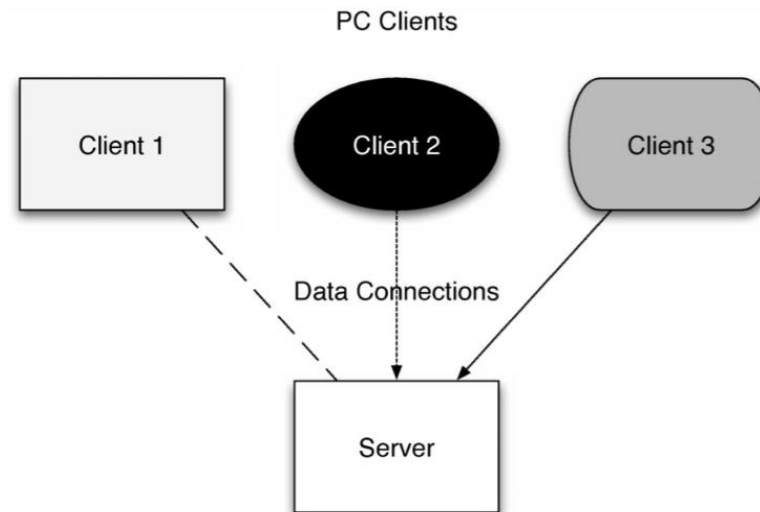 PC Clients
Client 1
Client 2
Client 3
Data Connections
Server